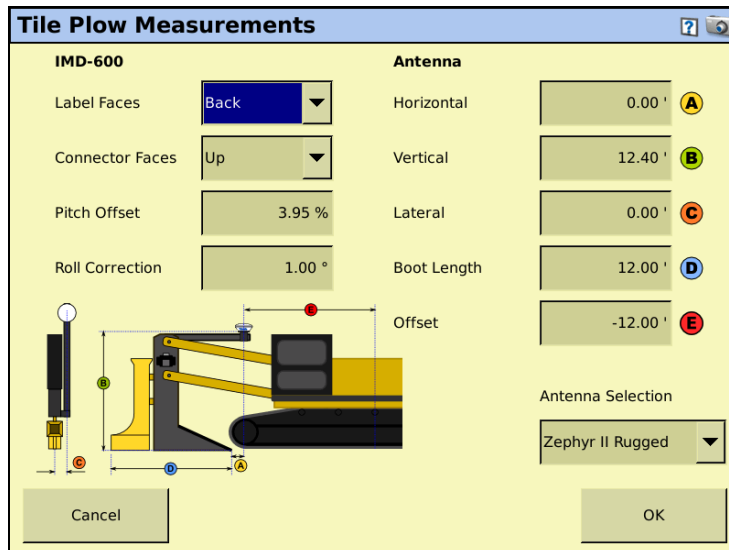 Tile Plow Measurements
?
IMD-600
Antenna
Label Faces
Back
Horizontal
0.00 '
A
Connector Faces
Up
Vertical
12.40 '
B
Pitch Offset
3.95 %
Lateral
0.00 '
C
Roll Correction
1.00 °
Boot Length
12.00 '
D
Offset
-12.00 '
E
E
B
C
D
A
Antenna Selection
Zephyr II Rugged
Cancel
OK